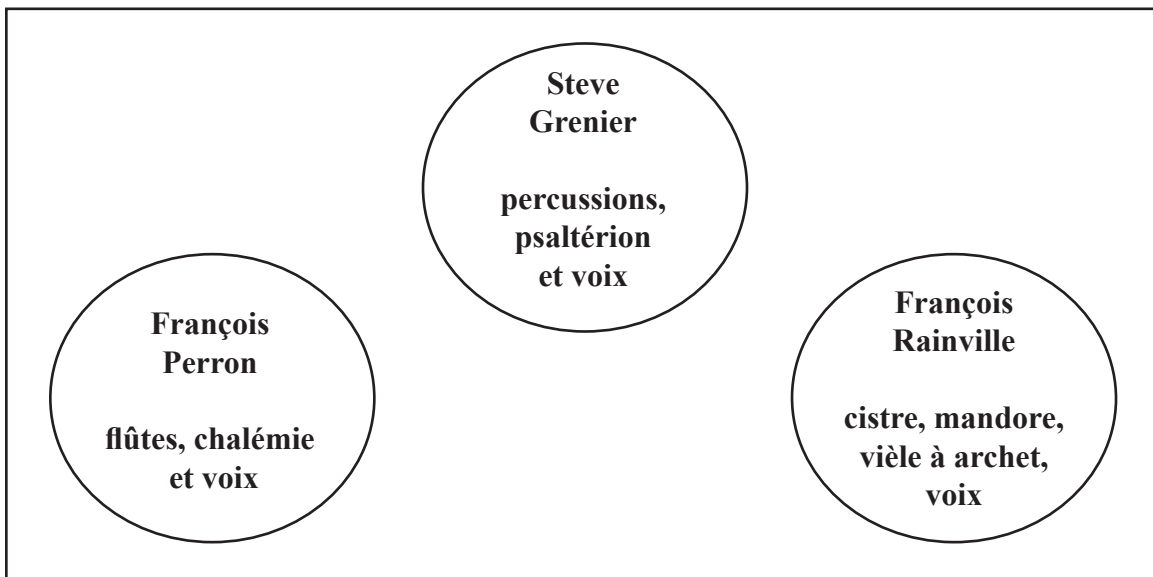 Steve
Grenier
percussions,
psaltérion
et voix
François
Perron
flûtes, chalémie
et voix
François
Rainville
cistre, mandore,
vièle à archet,
voix